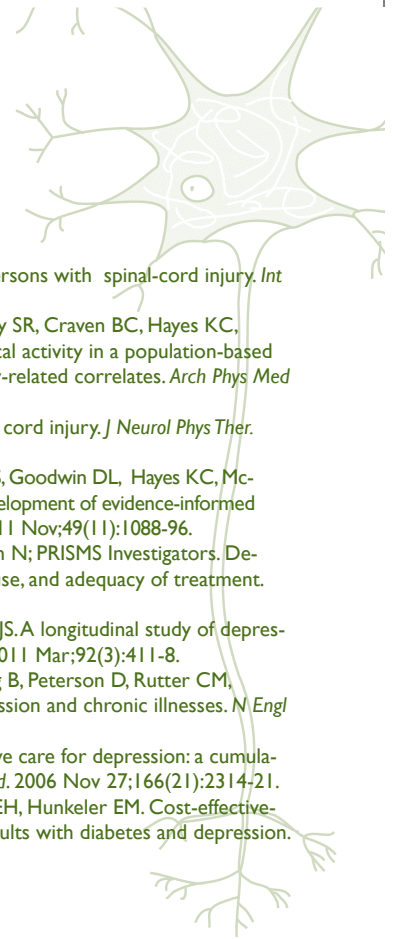 ersons with spinal-cord injury. Int
y SR, Craven BC, Hayes KC,
cal activity in a population-based
y-related correlates. Arch Phys Med
cord injury. J Neurol Phys Ther.
S, Goodwin DL, Hayes KC, Mc-
elopment of evidence-informed
11 Nov;49(11):1088-96.
n N; PRISMS Investigators. De-
use, and adequacy of treatment.
JS. A longitudinal study of depres-
011 Mar;92(3):411-8.
g B, Peterson D, Rutter CM,
ssion and chronic illnesses. N Engl
ve care for depression: a cumula-
d. 2006 Nov 27;166(21):2314-21.
EH, Hunkeler EM. Cost-effective-
ults with diabetes and depression.